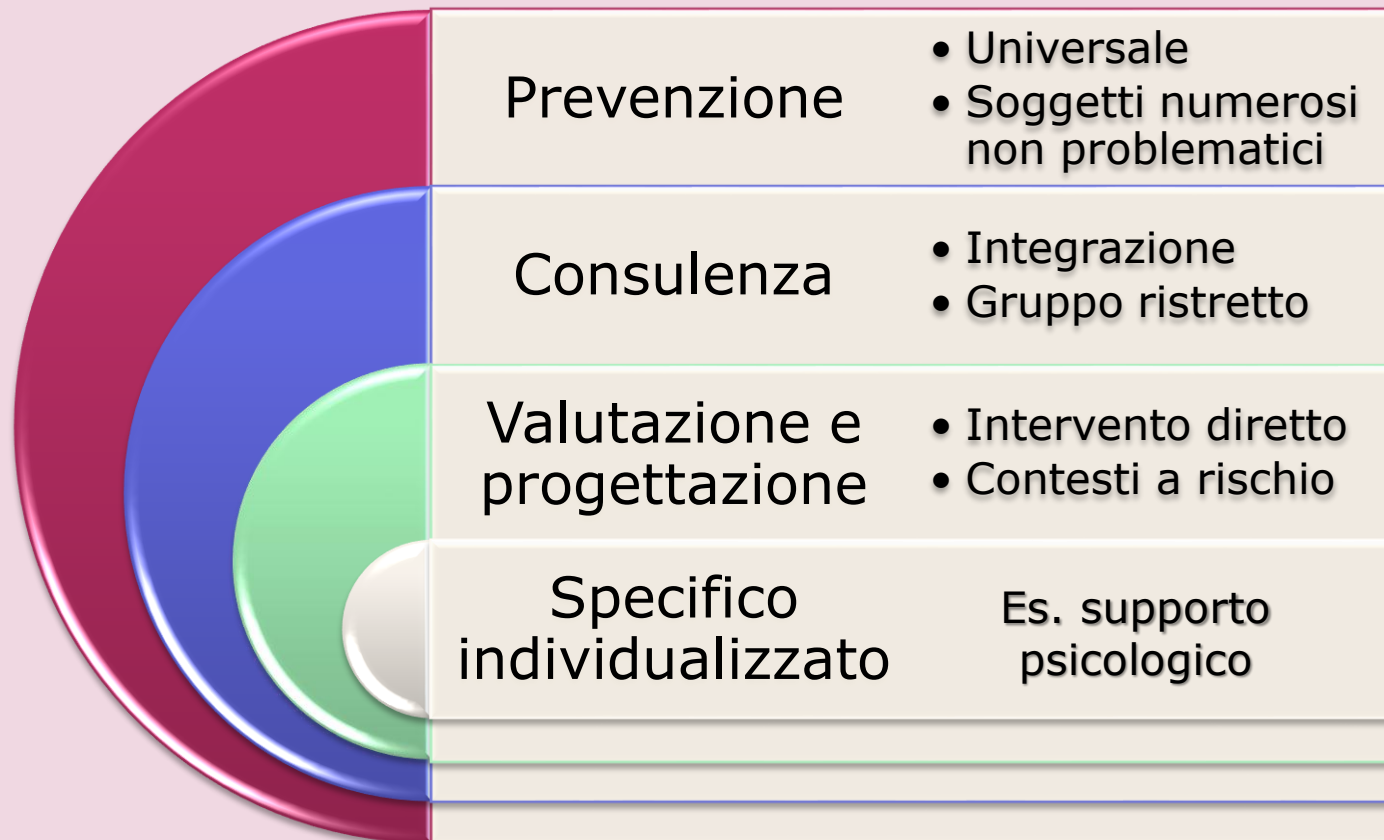 Prevenzione
• Universale
• Soggetti numerosi
non problematici
Consulenza
• Integrazione
• Gruppo ristretto
Valutazione e
progettazione
• Intervento diretto
• Contesti a rischio
Specifico
individualizzato
Es. supporto
psicologico